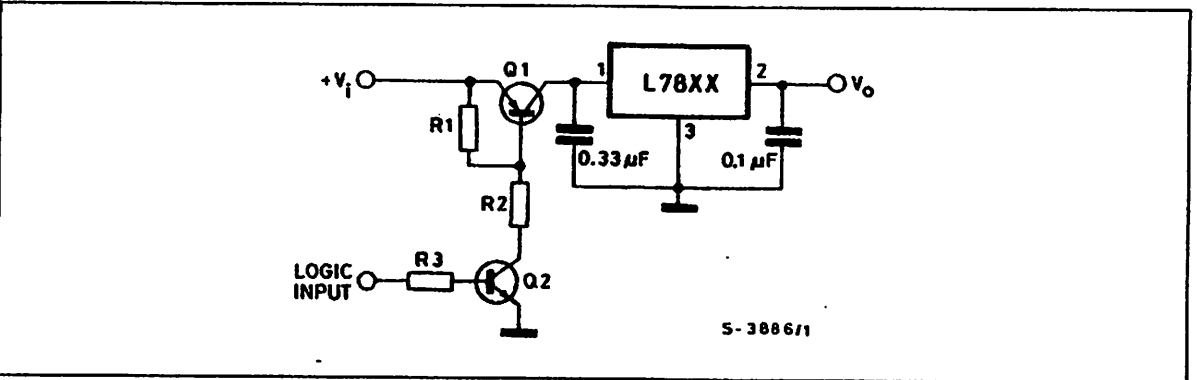 Q1
+Vi
1
L78XX
2
Vo
R1
3
0.33µF
0.1µF
R2
LOGIC
INPUT
R3
Q2
S-3886/1